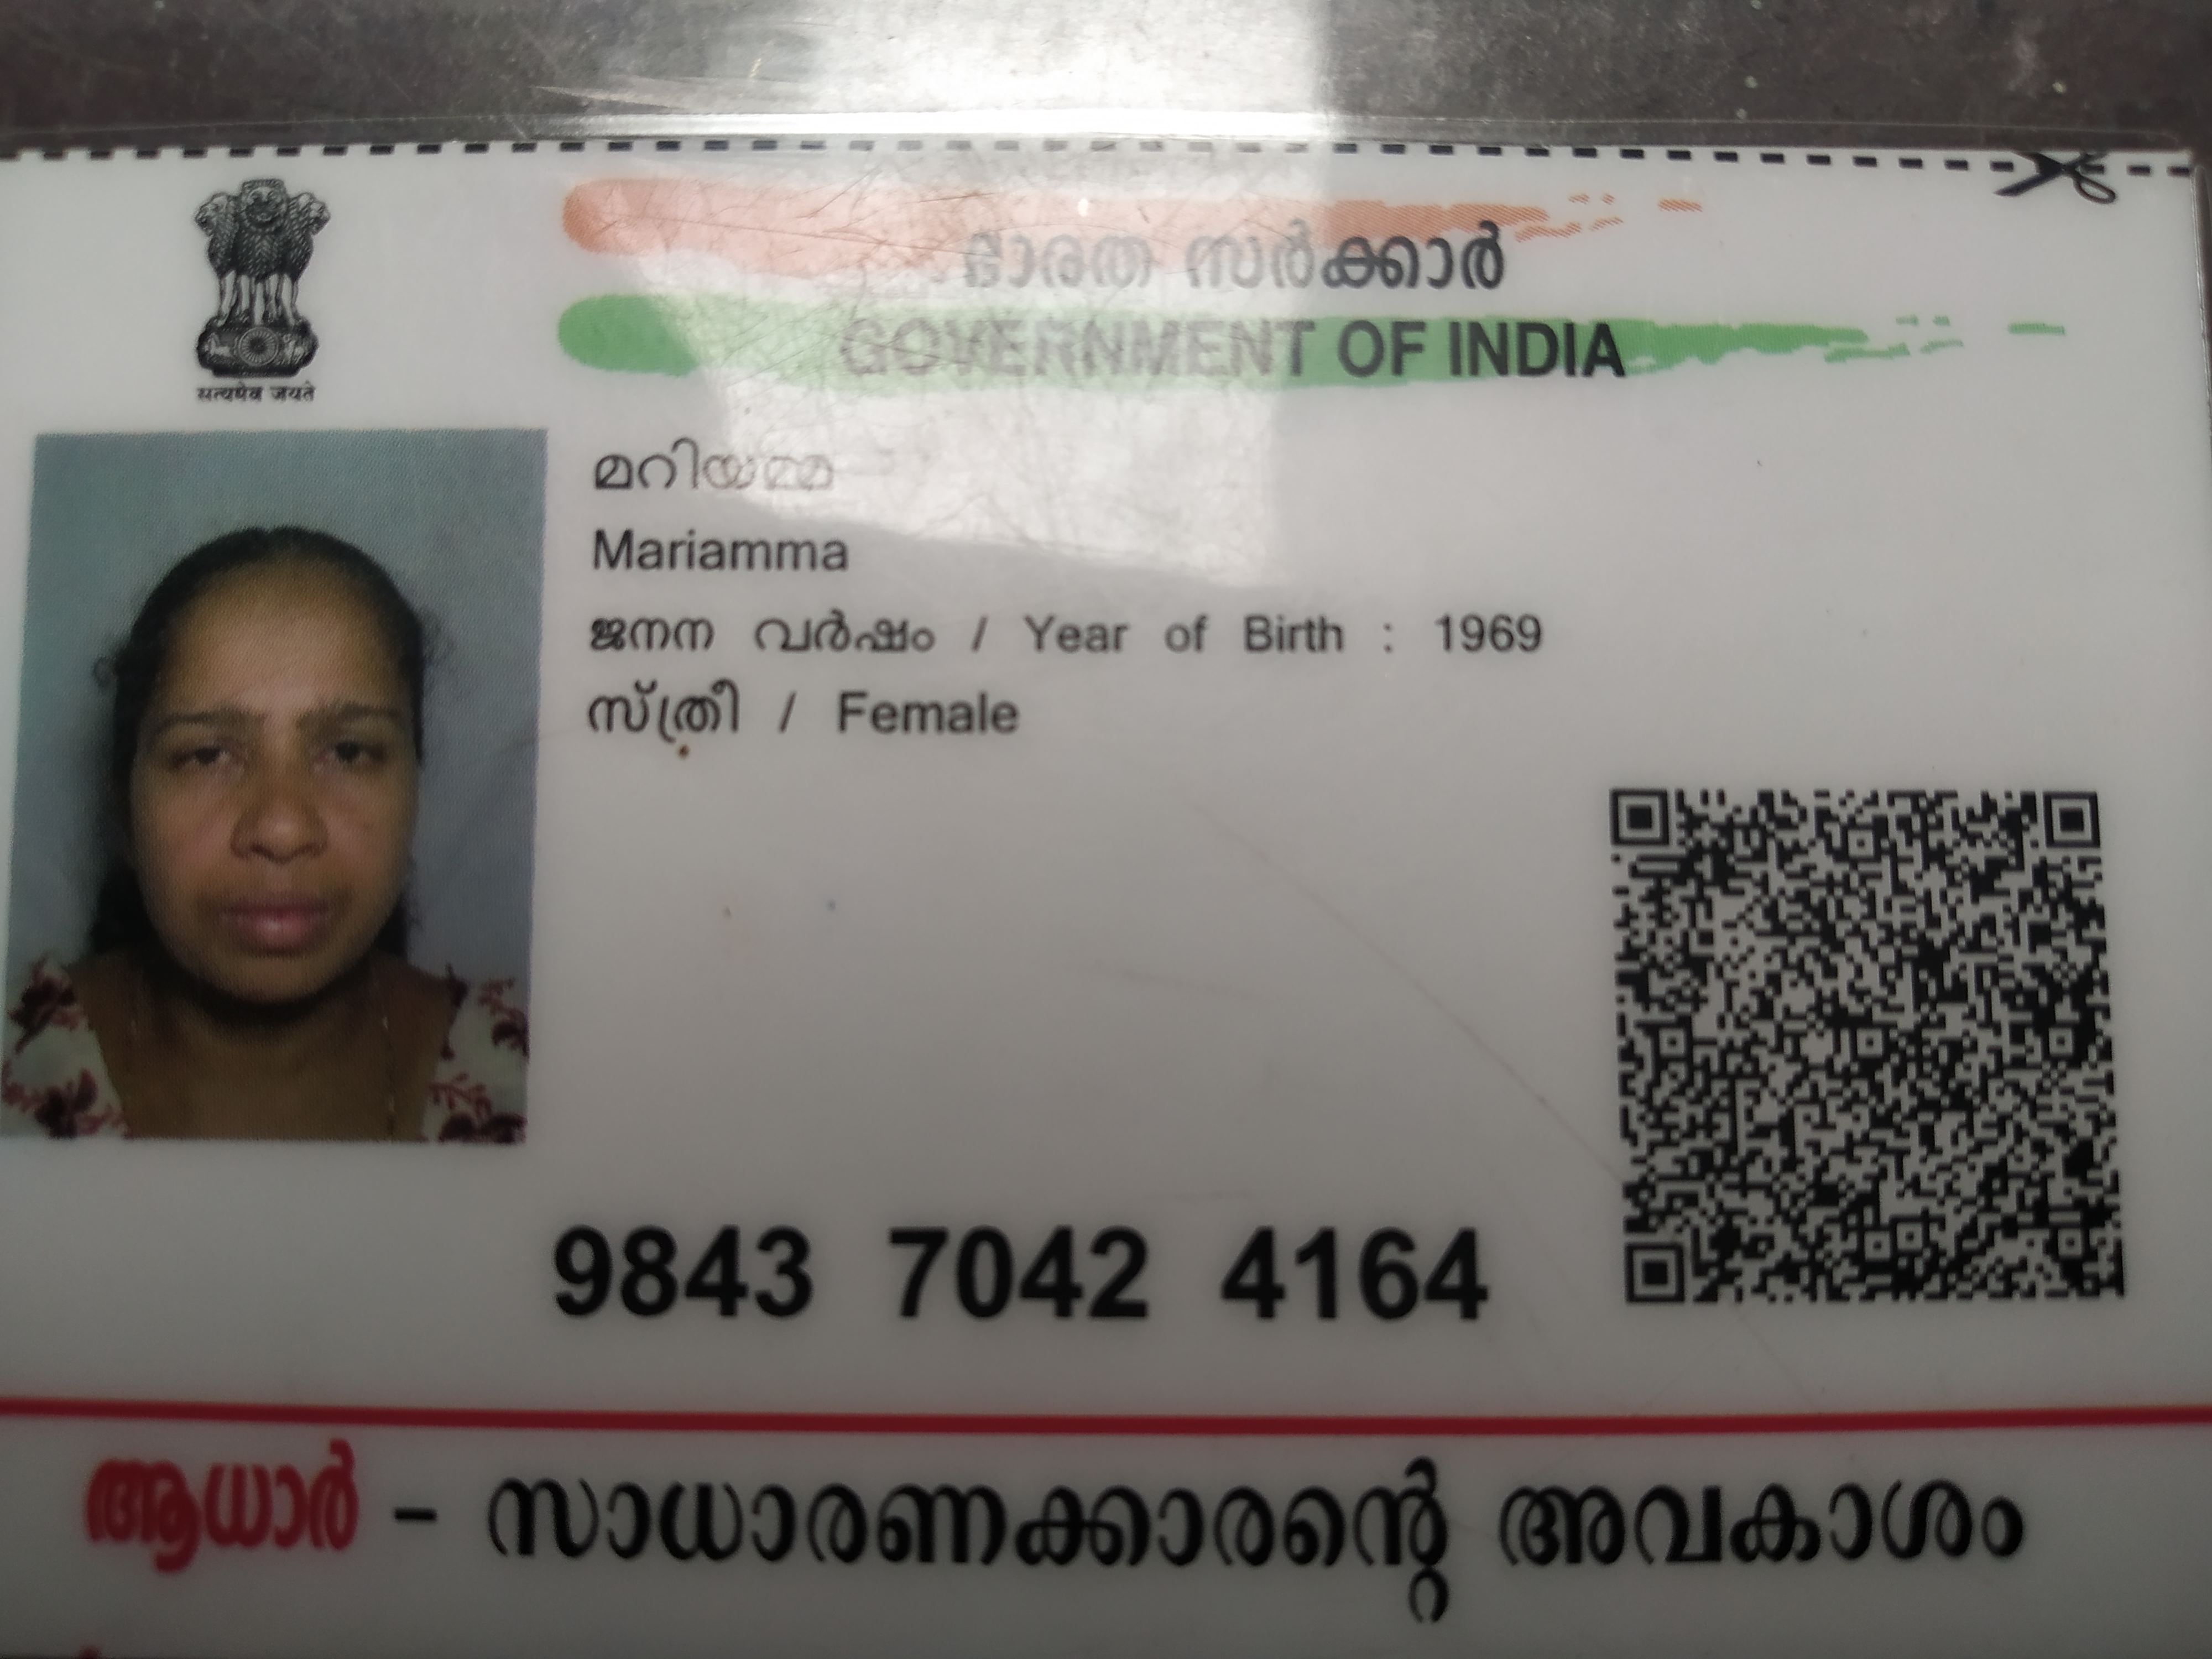 सत्यमेव जयते
ഭാരത സർക്കാർ
GOVERNMENT OF INDIA
മറിയമ്മ
Mariamma
ജനന വർഷം / Year of Birth : 1969
സ്ത്രീ / Female
9843 7042 4164
ആധാർ - സാധാരണക്കാരന്റെ അവകാശം